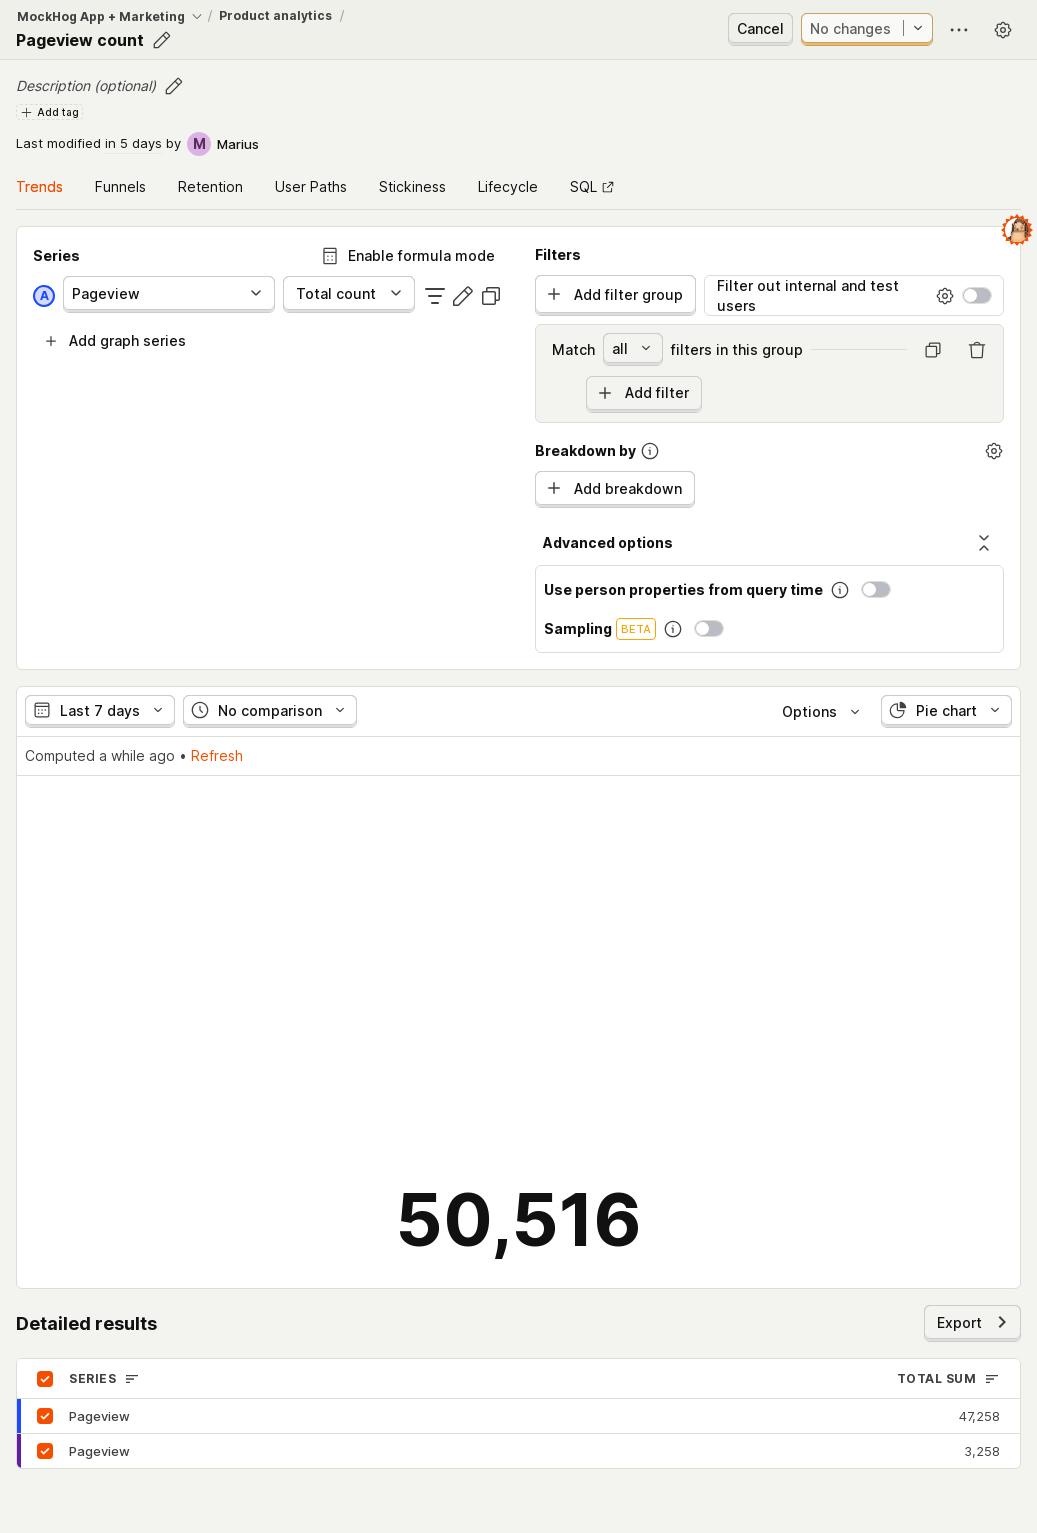 MockHog App + Marketing / Product analytics /
Pageview count
Cancel
No changes
Description (optional)
Add tag
Last modified in 5 days by M Marius
Trends Funnels Retention User Paths Stickiness Lifecycle SQL
Series
Enable formula mode
A Pageview Total count
Add graph series
Filters
Add filter group
Filter out internal and test
users
Match all filters in this group
Add filter
Breakdown by
Add breakdown
Advanced options
Use person properties from query time
Sampling BETA
Last 7 days No comparison Options Pie chart
Computed a while ago • Refresh
50,516
Detailed results
Export
SERIES TOTAL SUM
Pageview 47,258
Pageview 3,258